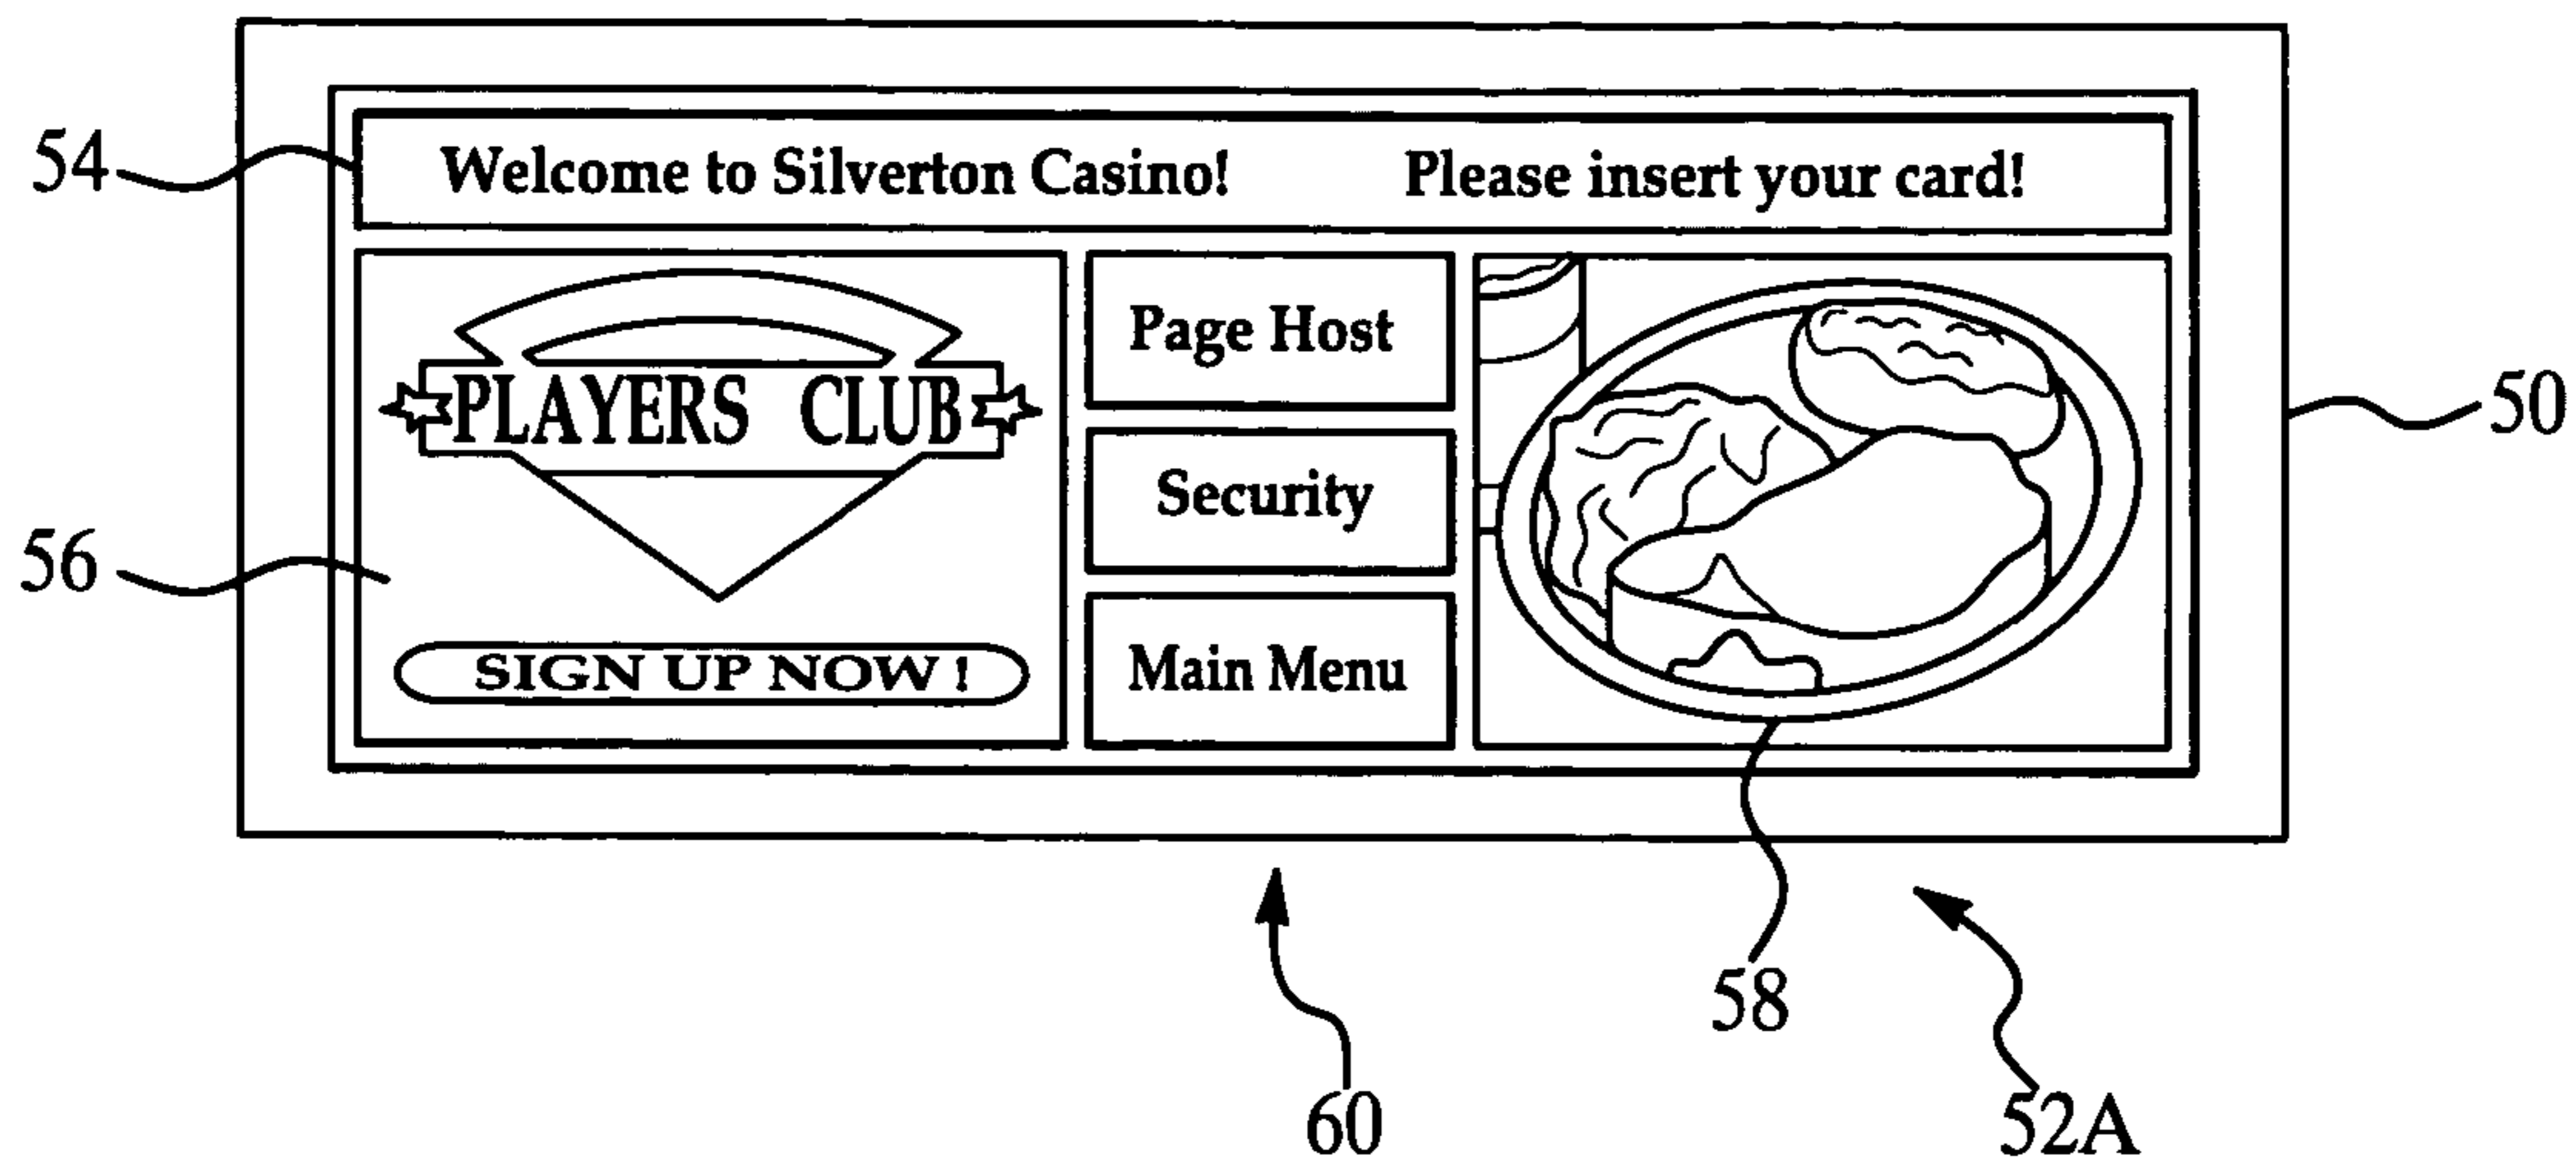 54
Welcome to Silverton Casino! Please insert your card!
PLAYERS CLUB
Page Host
50
Security
56
SIGN UP NOW!
Main Menu
58
60
52A